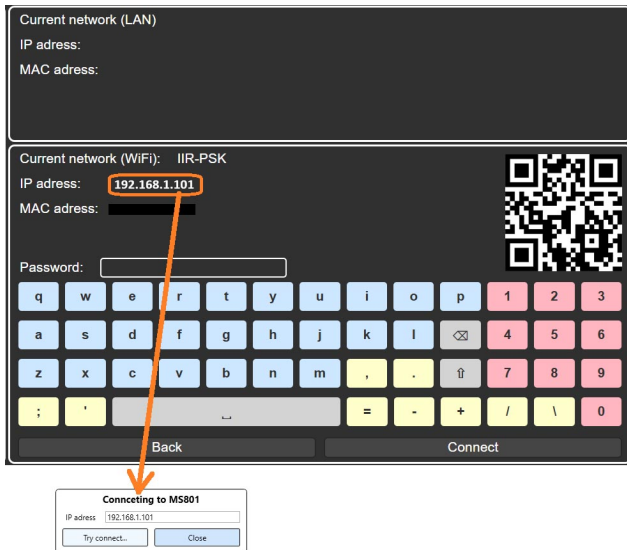 Current network (LAN)
IP adress:
MAC adress:
Current network (WiFi): IIR-PSK
IP adress: 192.168.1.101
MAC adress:
Password:
q w e r t y u i o p 1 2 3
a s d f g h j k l ⌫ 4 5 6
z x c v b n m , . ⇧ 7 8 9
; ' ⎵ = - + / \ 0
Back Connect
Connceting to MS801
IP adress 192.168.1.101
Try connect... Close